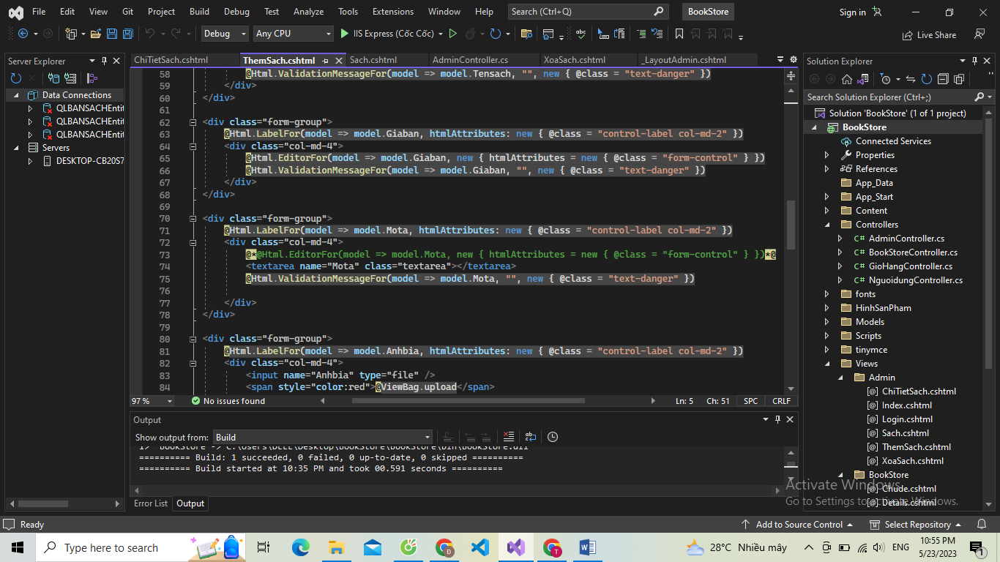 File Edit View Git Project Build Debug Test Analyze Tools Extensions Window Help Search (Ctrl+Q) BookStore Sign in
Debug Any CPU IIS Express (Cốc Cốc) Live Share
Server Explorer
Data Connections
QLBANSACHEntit
QLBANSACHEntit
QLBANSACHEntit
Servers
DESKTOP-CB20S7
ChiTietSach.cshtml ThemSach.cshtml Sach.cshtml AdminController.cs XoaSach.cshtml _LayoutAdmin.cshtml
58 @Html.ValidationMessageFor(model => model.Tensach, "", new { @class = "text-danger" })
59 </div>
60 </div>
61
62 <div class="form-group">
63 @Html.LabelFor(model => model.Giaban, htmlAttributes: new { @class = "control-label col-md-2" })
64 <div class="col-md-4">
65 @Html.EditorFor(model => model.Giaban, new { htmlAttributes = new { @class = "form-control" } })
66 @Html.ValidationMessageFor(model => model.Giaban, "", new { @class = "text-danger" })
67 </div>
68 </div>
69
70 <div class="form-group">
71 @Html.LabelFor(model => model.Mota, htmlAttributes: new { @class = "control-label col-md-2" })
72 <div class="col-md-4">
73 @*@Html.EditorFor(model => model.Mota, new { htmlAttributes = new { @class = "form-control" } })*@
74 <textarea name="Mota" class="textarea"></textarea>
75 @Html.ValidationMessageFor(model => model.Mota, "", new { @class = "text-danger" })
76
77 </div>
78 </div>
79
80 <div class="form-group">
81 @Html.LabelFor(model => model.Anhbia, htmlAttributes: new { @class = "control-label col-md-2" })
82 <div class="col-md-4">
83 <input name="Anhbia" type="file" />
84 <span style="color:red">@ViewBag.upload</span>
97 % No issues found Ln: 5 Ch: 51 SPC CRLF
Output
Show output from: Build
1> BookStore -> C:\Users\DELL\Desktop\BookStore\BookStore\bin\BookStore.dll
========== Build: 1 succeeded, 0 failed, 0 up-to-date, 0 skipped ==========
========== Build started at 10:35 PM and took 00.591 seconds ==========
Error List Output
Solution Explorer
Search Solution Explorer (Ctrl+;)
Solution 'BookStore' (1 of 1 project)
BookStore
Connected Services
Properties
References
App_Data
App_Start
Content
Controllers
C# AdminController.cs
C# BookStoreController.cs
C# GioHangController.cs
C# NguoidungController.cs
fonts
HinhSanPham
Models
Scripts
tinymce
Views
Admin
[@] ChiTietSach.cshtml
[@] Index.cshtml
[@] Login.cshtml
[@] Sach.cshtml
[@] ThemSach.cshtml
[@] XoaSach.cshtml
BookStore
[@] Chude.cshtml
[@] Details.cshtml
Activate Windows
Go to Settings to activate Windows.
Ready Add to Source Control Select Repository
Type here to search 28°C Nhiều mây ENG 10:55 PM
5/23/2023 1